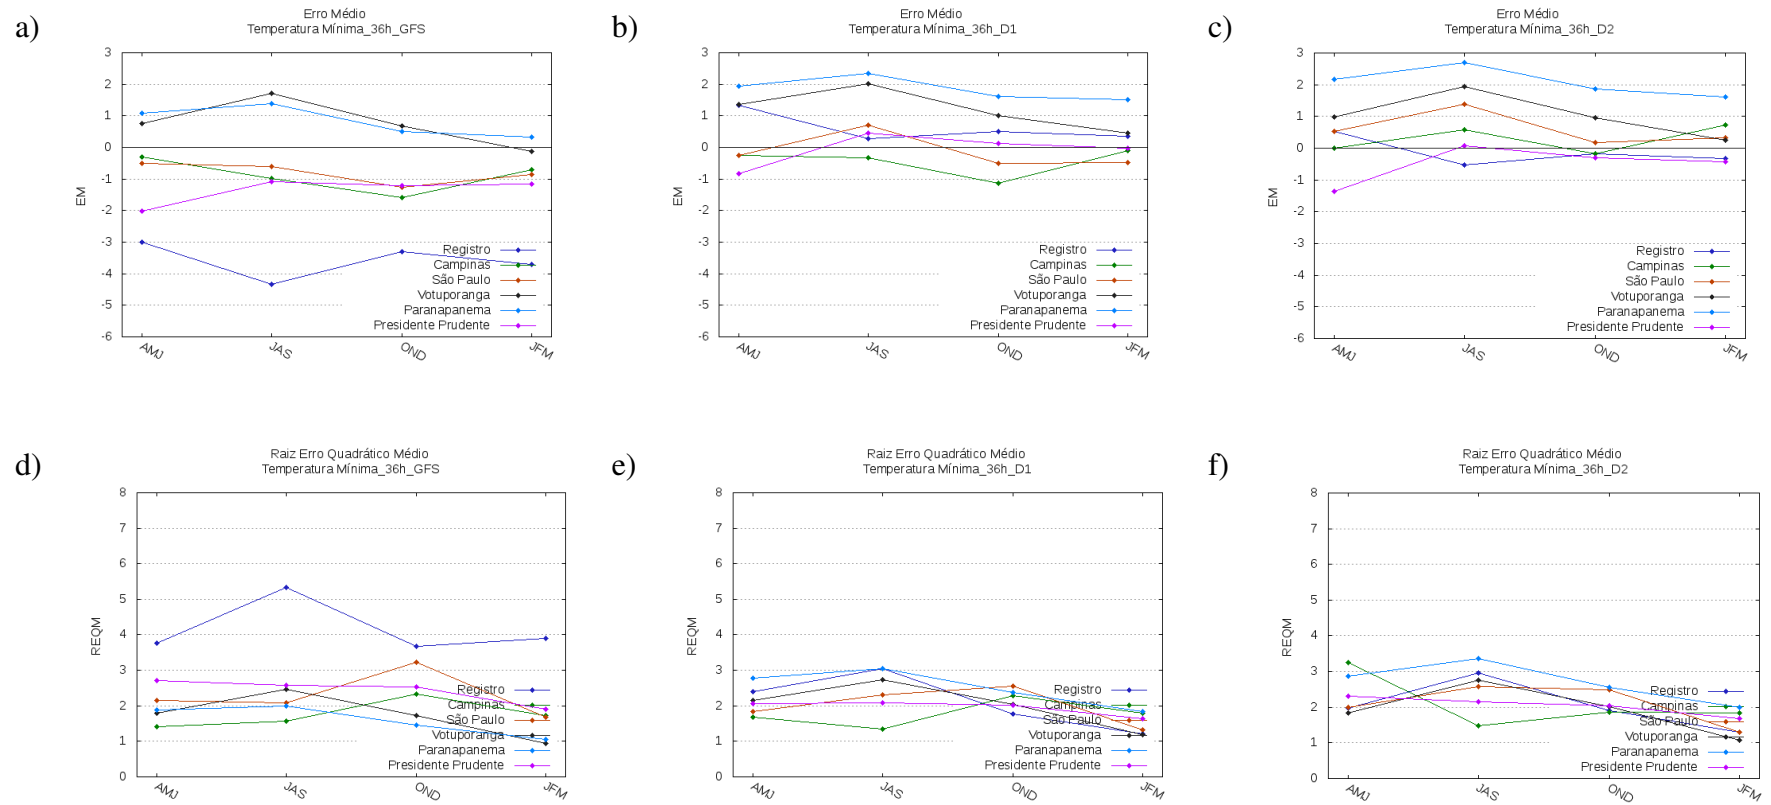 a)
Erro Médio
Temperatura Mínima_36h_GFS
EM
3
2
1
0
-1
-2
-3
-4
-5
-6
AMJ
JAS
OND
JFM
Registro
Campinas
São Paulo
Votuporanga
Paranapanema
Presidente Prudente
b)
Erro Médio
Temperatura Mínima_36h_D1
EM
3
2
1
0
-1
-2
-3
-4
-5
-6
AMJ
JAS
OND
JFM
Registro
Campinas
São Paulo
Votuporanga
Paranapanema
Presidente Prudente
c)
Erro Médio
Temperatura Mínima_36h_D2
EM
3
2
1
0
-1
-2
-3
-4
-5
-6
AMJ
JAS
OND
JFM
Registro
Campinas
São Paulo
Votuporanga
Paranapanema
Presidente Prudente
d)
Raiz Erro Quadrático Médio
Temperatura Mínima_36h_GFS
REQM
8
7
6
5
4
3
2
1
0
AMJ
JAS
OND
JFM
Registro
Campinas
São Paulo
Votuporanga
Paranapanema
Presidente Prudente
e)
Raiz Erro Quadrático Médio
Temperatura Mínima_36h_D1
REQM
8
7
6
5
4
3
2
1
0
AMJ
JAS
OND
JFM
Registro
Campinas
São Paulo
Votuporanga
Paranapanema
Presidente Prudente
f)
Raiz Erro Quadrático Médio
Temperatura Mínima_36h_D2
REQM
8
7
6
5
4
3
2
1
0
AMJ
JAS
OND
JFM
Registro
Campinas
São Paulo
Votuporanga
Paranapanema
Presidente Prudente